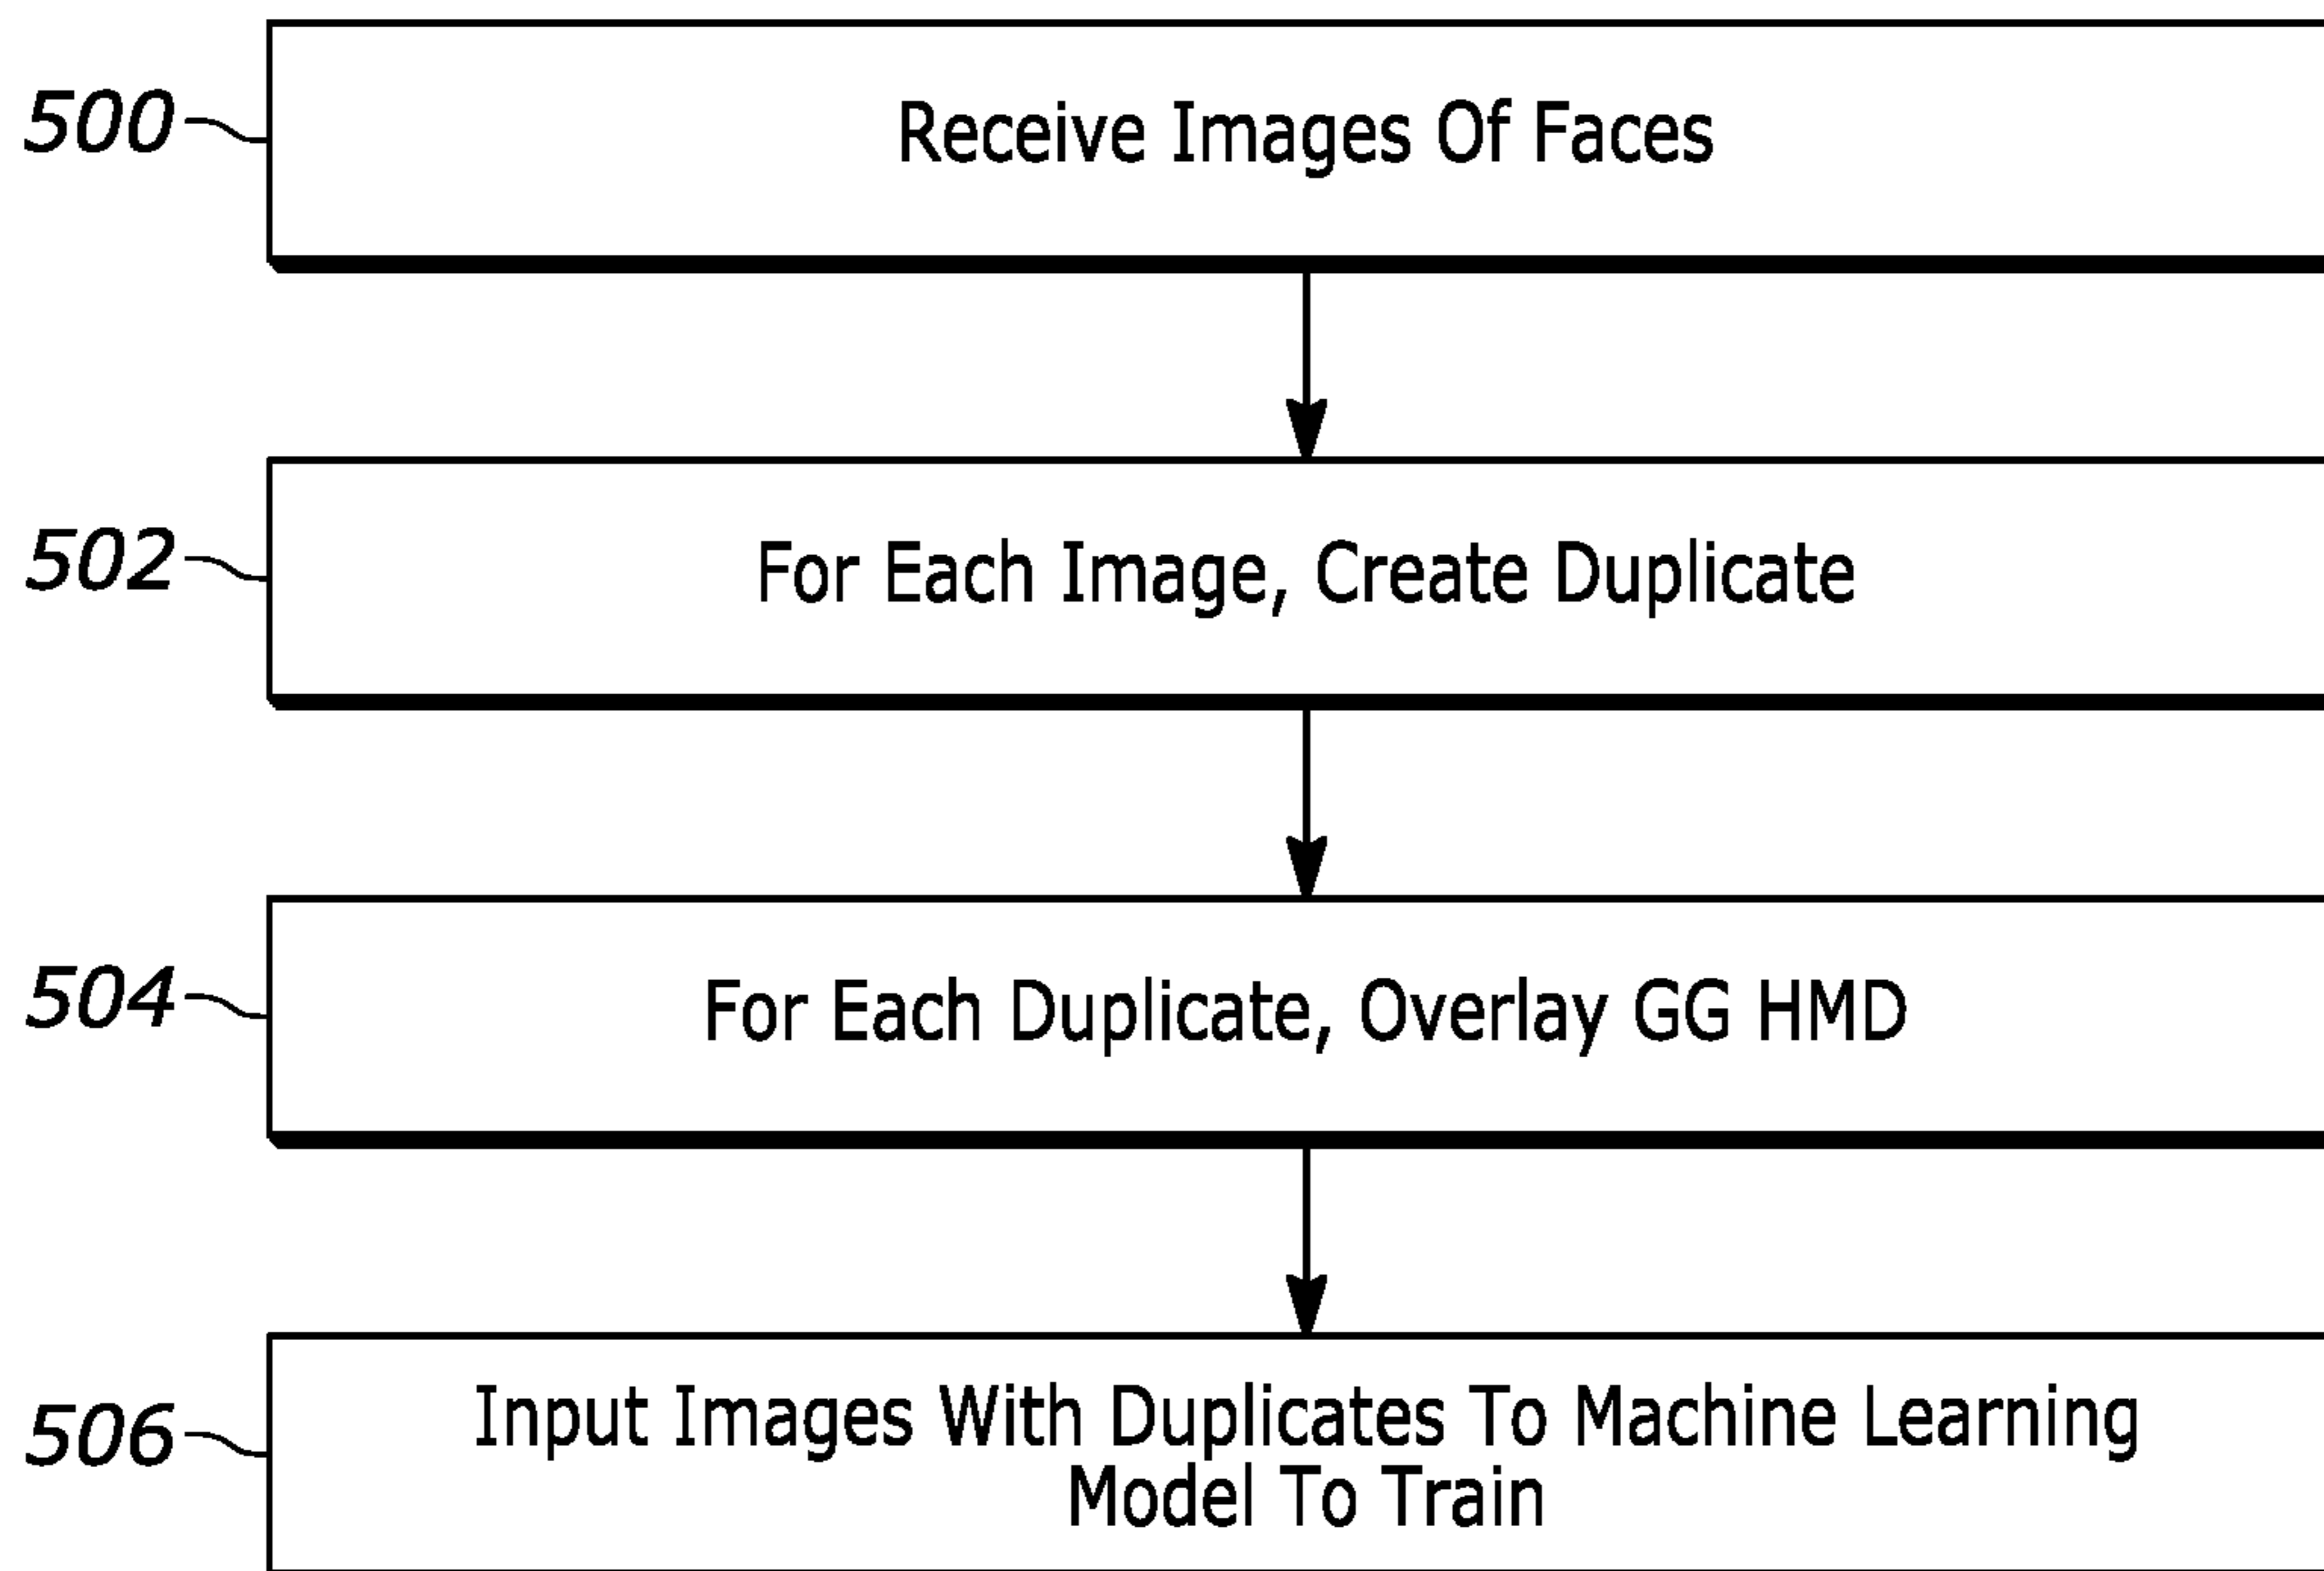 500
Receive Images Of Faces
502
For Each Image, Create Duplicate
504
For Each Duplicate, Overlay GG HMD
506
Input Images With Duplicates To Machine Learning
Model To Train